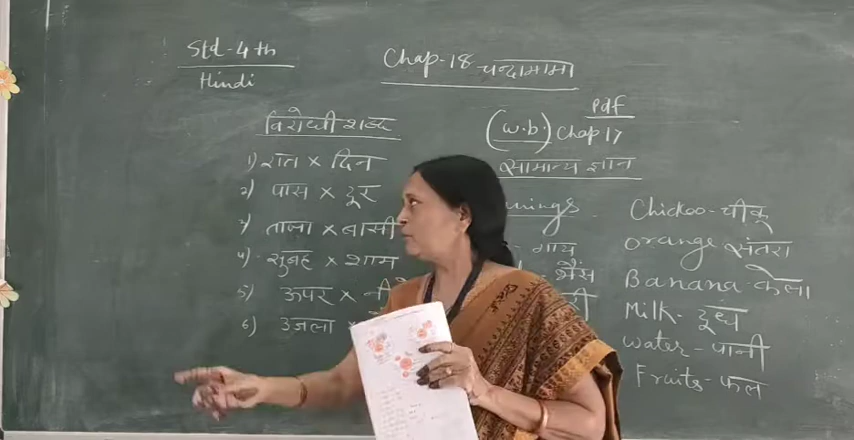 Std-4th
Hindi
Chap-18 चन्दामामा
विरोधी शब्द
1) रात × दिन
2) पास × दूर
3) ताजा × बासी
4) सुबह × शाम
5) ऊपर ×
6) उजला ×
pdf
(w.b.) Chap 17
सामान्य ज्ञान
- गाय
- भैंस
Chickoo - चीकू
Orange - संतरा
Banana - केला
Milk - दूध
Water - पानी
Fruits - फल